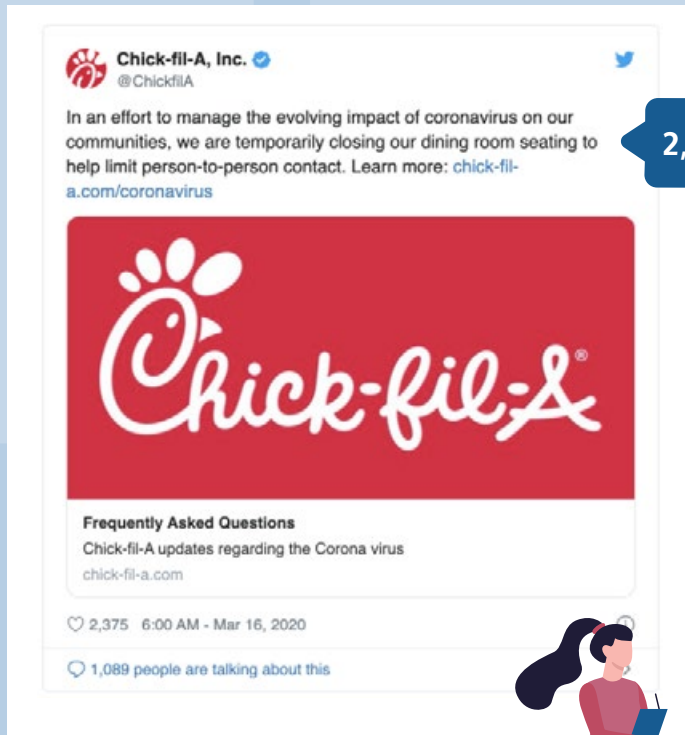 Chick-fil-A, Inc.
@ChickfilA
In an effort to manage the evolving impact of coronavirus on our
communities, we are temporarily closing our dining room seating to
help limit person-to-person contact. Learn more: chick-fil-
a.com/coronavirus
2,
Chick-fil-A®
Frequently Asked Questions
Chick-fil-A updates regarding the Corona virus
chick-fil-a.com
2,375 6:00 AM - Mar 16, 2020
1,089 people are talking about this